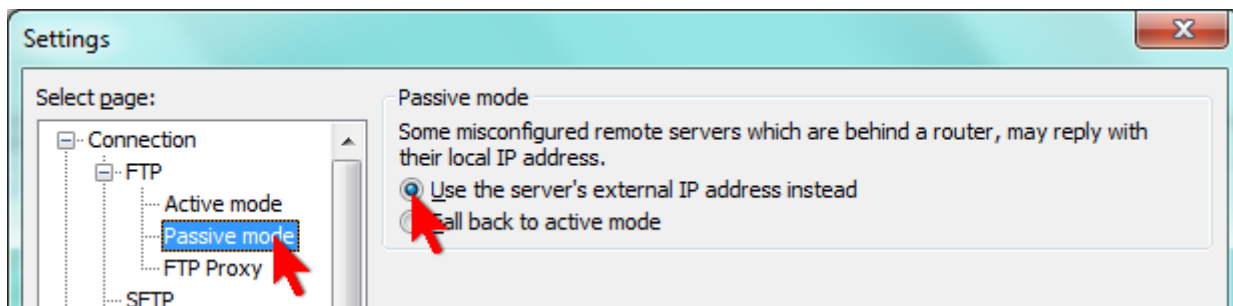 Settings
Select page:
Connection
FTP
Active mode
Passive mode
FTP Proxy
SFTP
Passive mode
Some misconfigured remote servers which are behind a router, may reply with
their local IP address.
Use the server's external IP address instead
Fall back to active mode